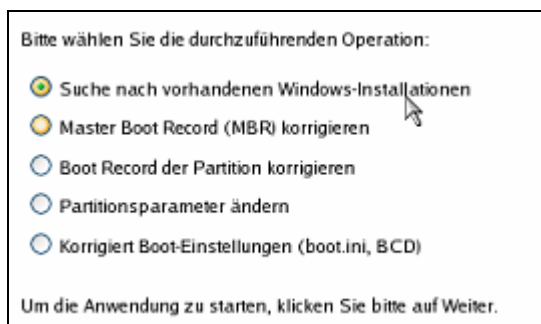 Bitte wählen Sie die durchzuführenden Operation:
Suche nach vorhandenen Windows-Installationen
Master Boot Record (MBR) korrigieren
Boot Record der Partition korrigieren
Partitionsparameter ändern
Korrigiert Boot-Einstellungen (boot.ini, BCD)
Um die Anwendung zu starten, klicken Sie bitte auf Weiter.